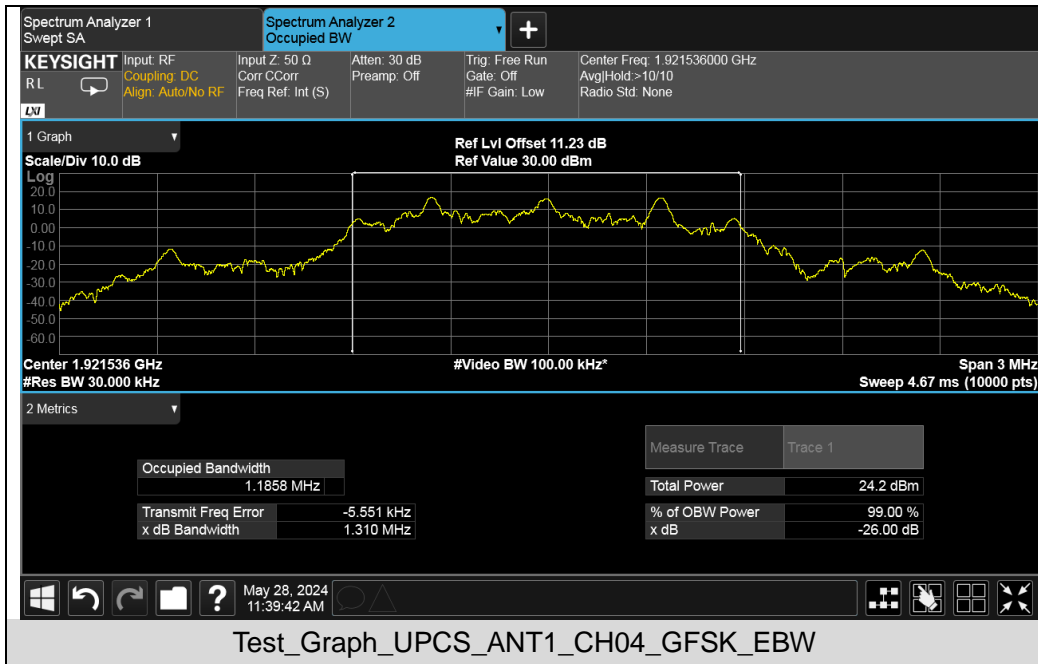 Spectrum Analyzer 1
Swept SA
Spectrum Analyzer 2
Occupied BW
KEYSIGHT
R L
LXI
Input: RF
Coupling: DC
Align: Auto/No RF
Input Z: 50 Ω
Corr CCorr
Freq Ref: Int (S)
Atten: 30 dB
Preamp: Off
Trig: Free Run
Gate: Off
#IF Gain: Low
Center Freq: 1.921536000 GHz
Avg|Hold:>10/10
Radio Std: None
1 Graph
Scale/Div 10.0 dB
Ref Lvl Offset 11.23 dB
Ref Value 30.00 dBm
Log
20.0
10.0
0.00
-10.0
-20.0
-30.0
-40.0
-50.0
-60.0
Center 1.921536 GHz
#Video BW 100.00 kHz*
Span 3 MHz
#Res BW 30.000 kHz
Sweep 4.67 ms (10000 pts)
2 Metrics
Measure Trace Trace 1
Occupied Bandwidth
1.1858 MHz
Total Power 24.2 dBm
Transmit Freq Error -5.551 kHz
% of OBW Power 99.00 %
x dB Bandwidth 1.310 MHz
x dB -26.00 dB
?
May 28, 2024
11:39:42 AM
Test_Graph_UPCS_ANT1_CH04_GFSK_EBW